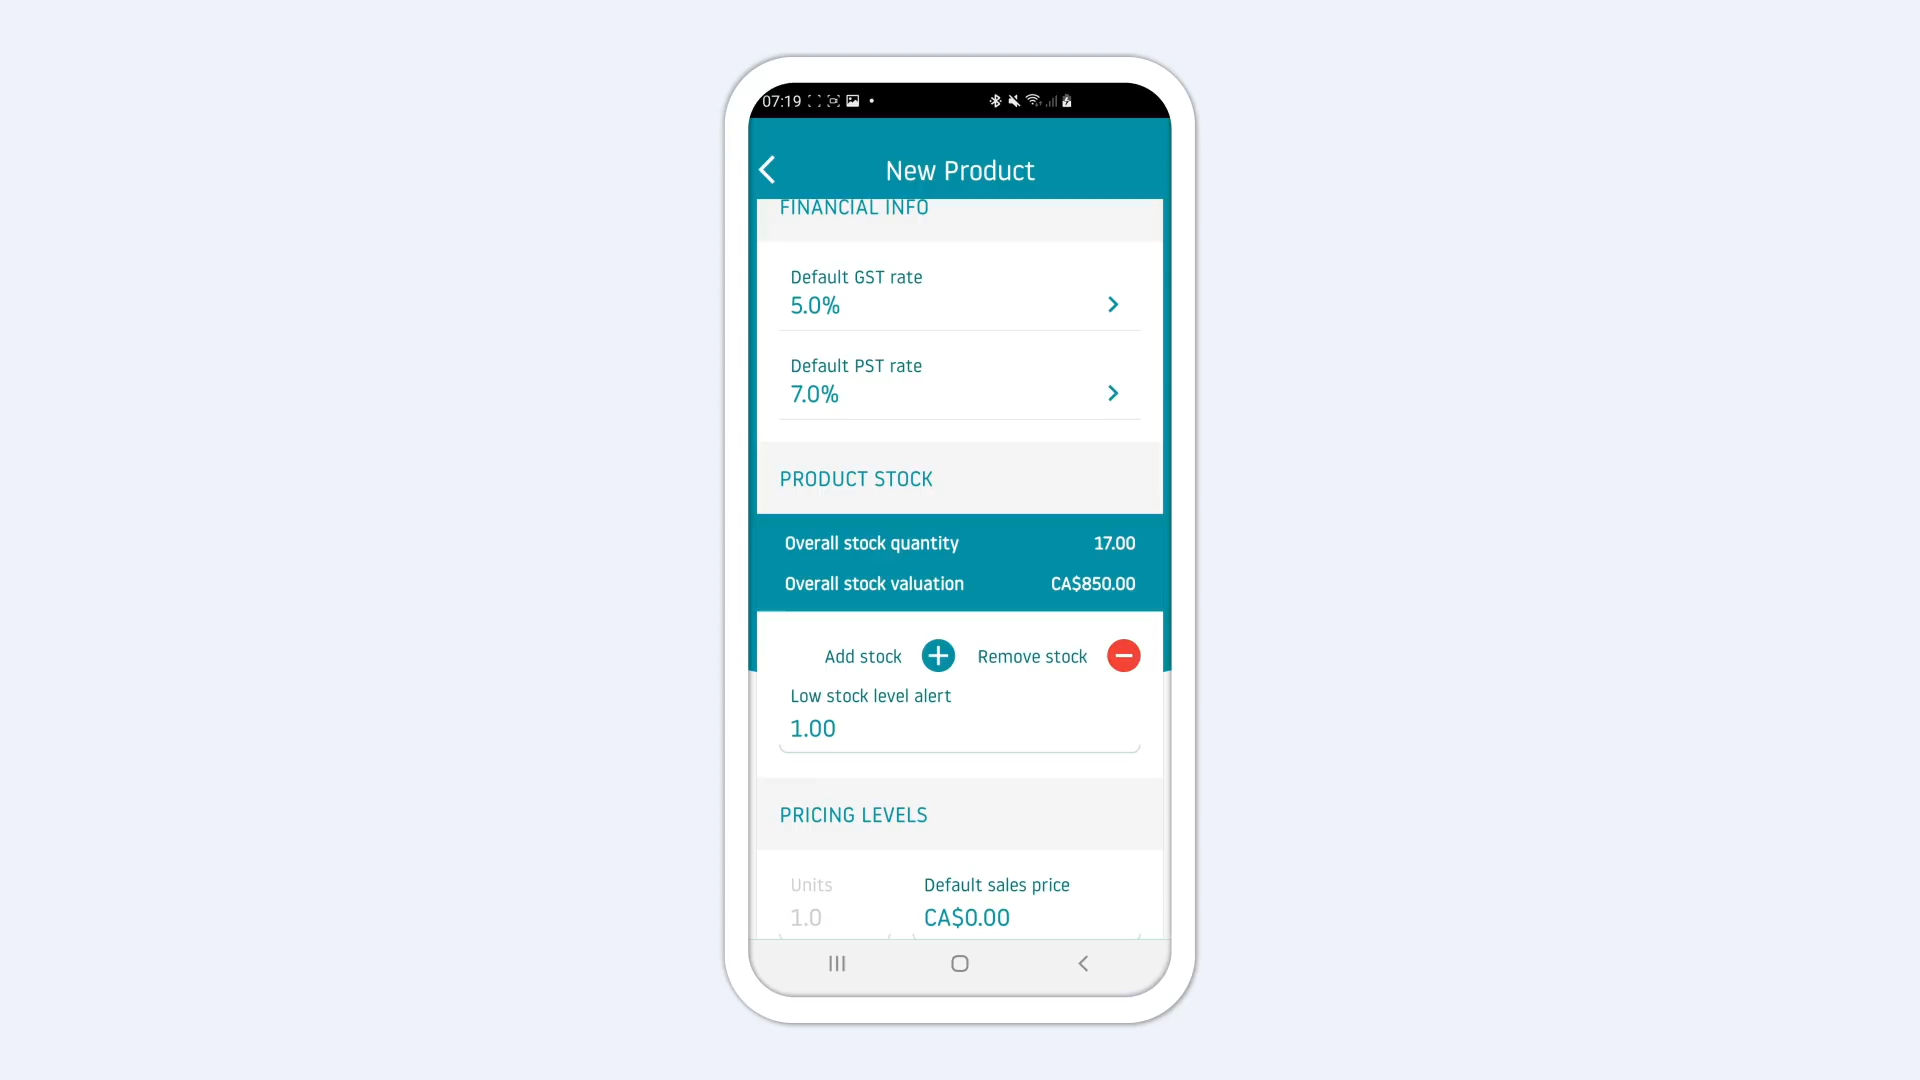 07:19
New Product
FINANCIAL INFO
Default GST rate
5.0%
Default PST rate
7.0%
PRODUCT STOCK
Overall stock quantity 17.00
Overall stock valuation CA$850.00
Add stock Remove stock
Low stock level alert
1.00
PRICING LEVELS
Units Default sales price
1.0 CA$0.00